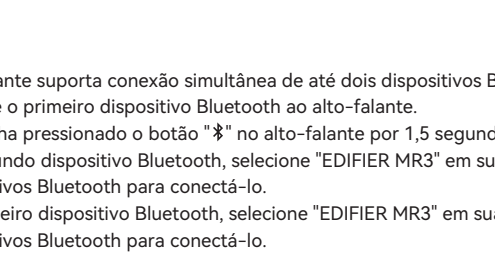 ante suporta conexão simultânea de até dois dispositivos B
e o primeiro dispositivo Bluetooth ao alto-falante.
na pressionado o botão "" no alto-falante por 1,5 segund
undo dispositivo Bluetooth, selecione "EDIFIER MR3" em su
ivos Bluetooth para conectá-lo.
eiro dispositivo Bluetooth, selecione "EDIFIER MR3" em sua
ivos Bluetooth para conectá-lo.